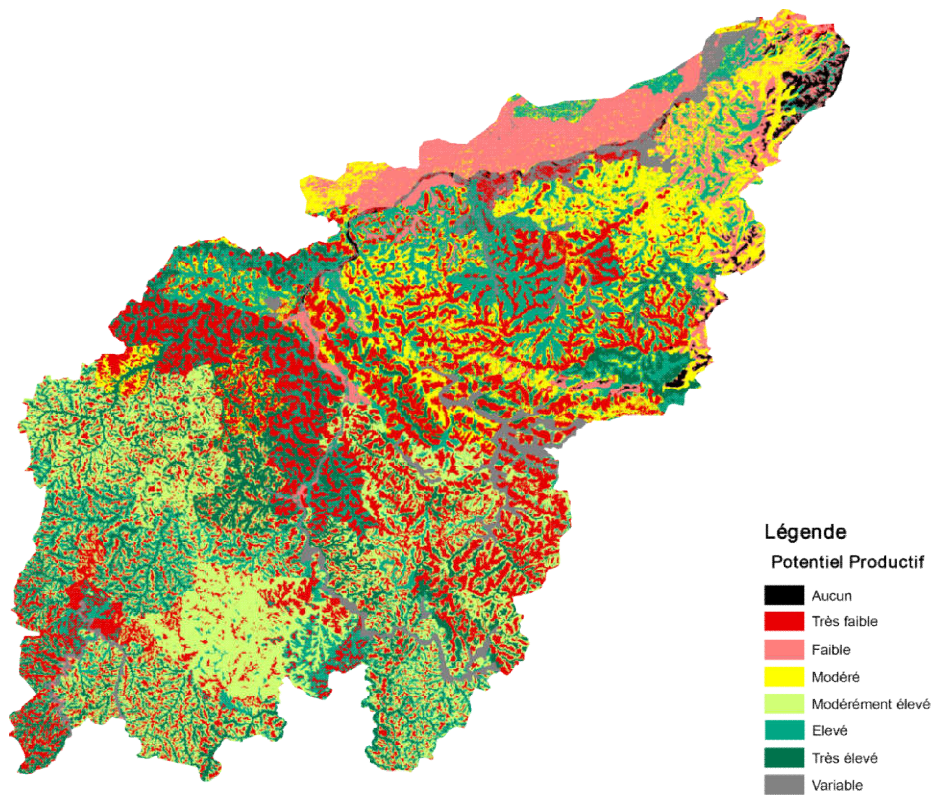 Légende
Potentiel Productif
Aucun
Très faible
Faible
Modéré
Modérément élevé
Elevé
Très élevé
Variable